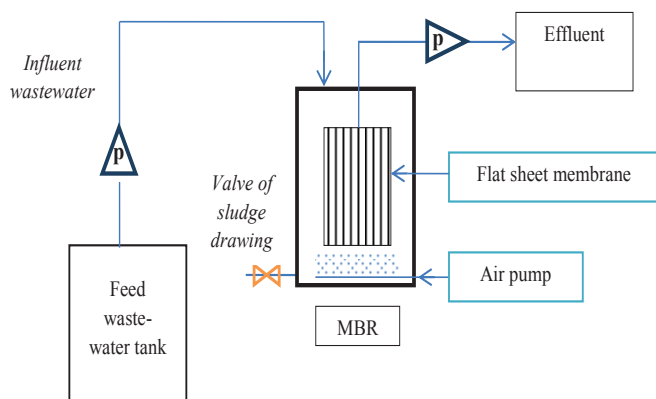 Influent
wastewater
p
p
Effluent
Valve of
sludge
drawing
Flat sheet membrane
Air pump
Feed
waste-
water tank
MBR